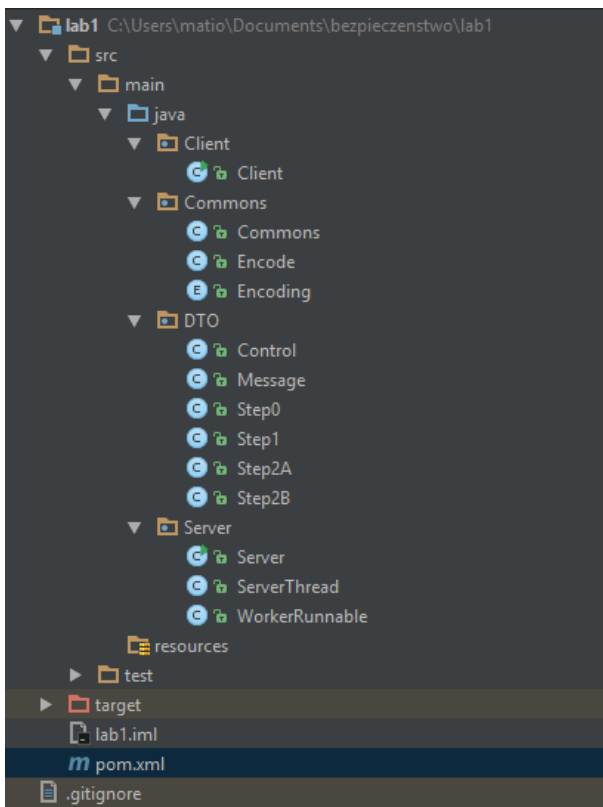 lab1 C:\Users\matio\Documents\bezpieczenstwo\lab1
src
main
java
Client
Client
Commons
Commons
Encode
Encoding
DTO
Control
Message
Step0
Step1
Step2A
Step2B
Server
Server
ServerThread
WorkerRunnable
resources
test
target
lab1.iml
pom.xml
.gitignore